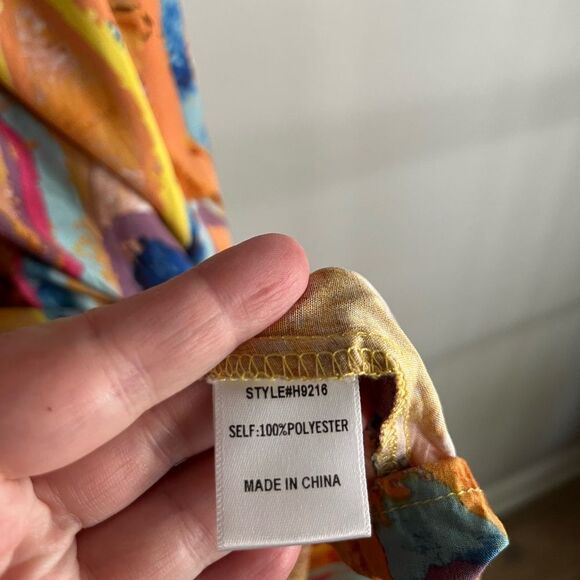 STYLE#H9216
SELF:100%POLYESTER
MADE IN CHINA